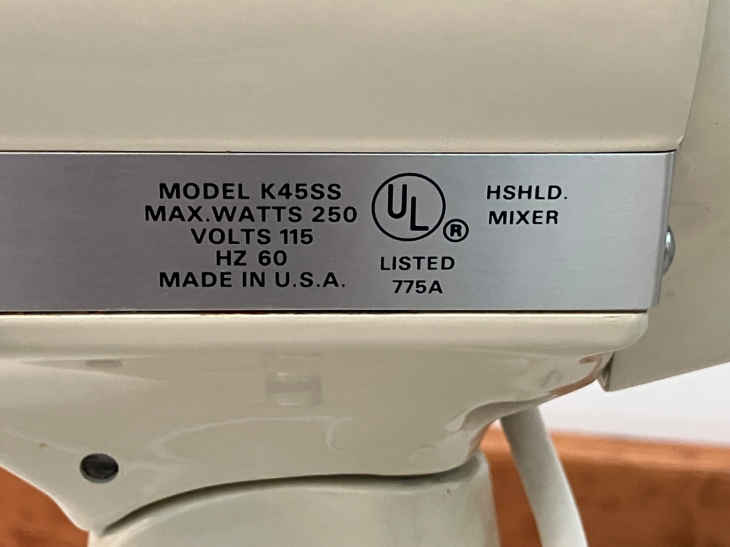 MODEL K45SS
MAX.WATTS 250
VOLTS 115
HZ 60
MADE IN U.S.A.
UL
®
LISTED
775A
HSHLD.
MIXER